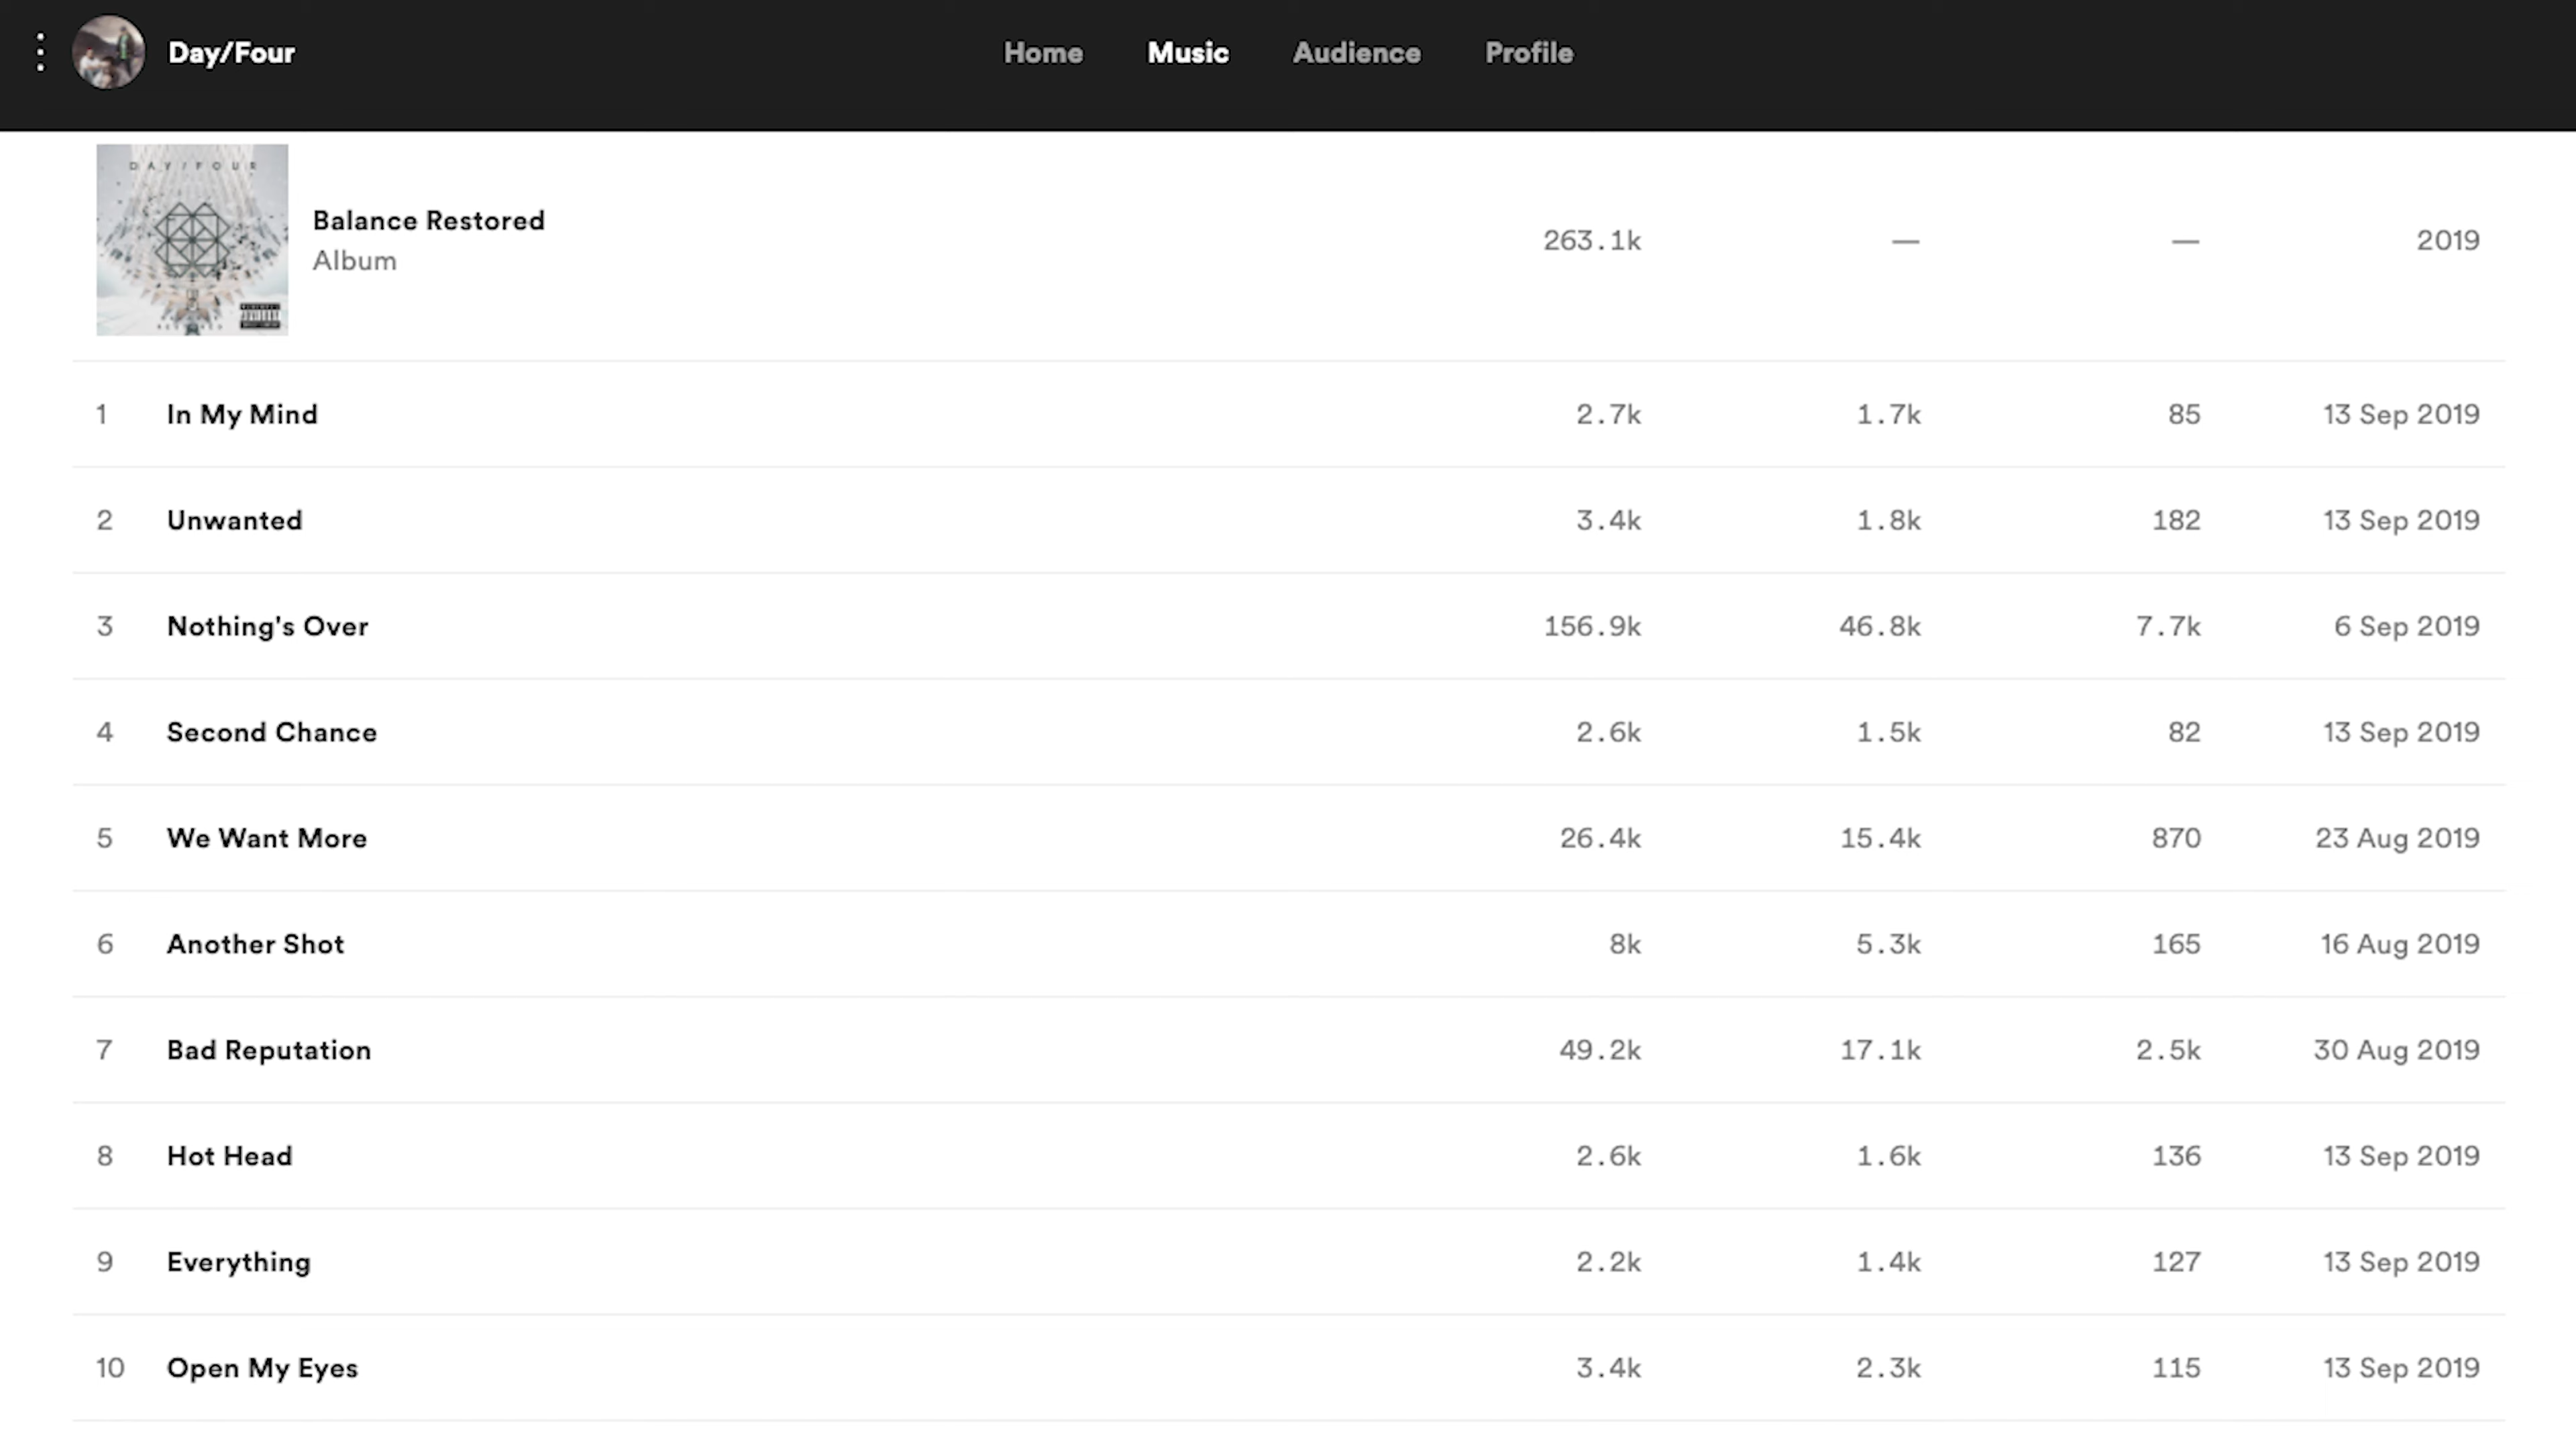 Day/Four Home Music Audience Profile
DAY/FOUR
Balance Restored 263.1k — — 2019
Album
ADVISORY
1 In My Mind 2.7k 1.7k 85 13 Sep 2019
2 Unwanted 3.4k 1.8k 182 13 Sep 2019
3 Nothing's Over 156.9k 46.8k 7.7k 6 Sep 2019
4 Second Chance 2.6k 1.5k 82 13 Sep 2019
5 We Want More 26.4k 15.4k 870 23 Aug 2019
6 Another Shot 8k 5.3k 165 16 Aug 2019
7 Bad Reputation 49.2k 17.1k 2.5k 30 Aug 2019
8 Hot Head 2.6k 1.6k 136 13 Sep 2019
9 Everything 2.2k 1.4k 127 13 Sep 2019
10 Open My Eyes 3.4k 2.3k 115 13 Sep 2019